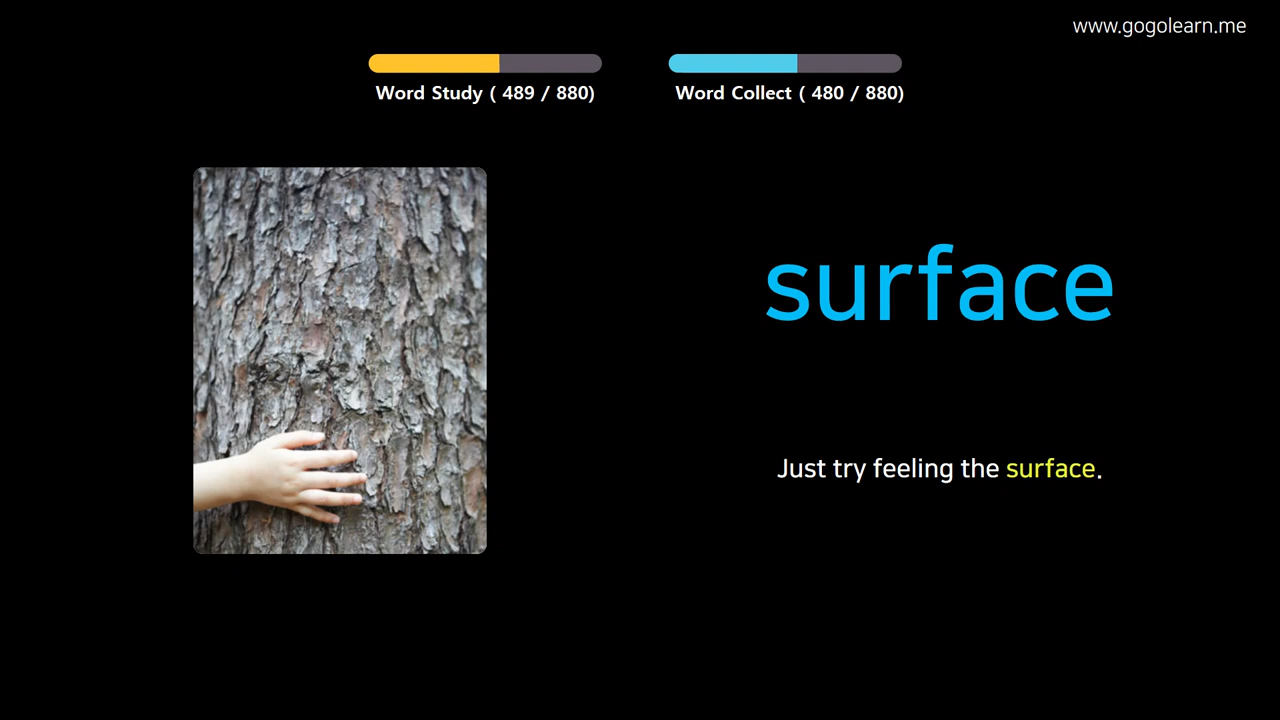 www.gogolearn.me
Word Study ( 489 / 880)
Word Collect ( 480 / 880)
surface
Just try feeling the surface.